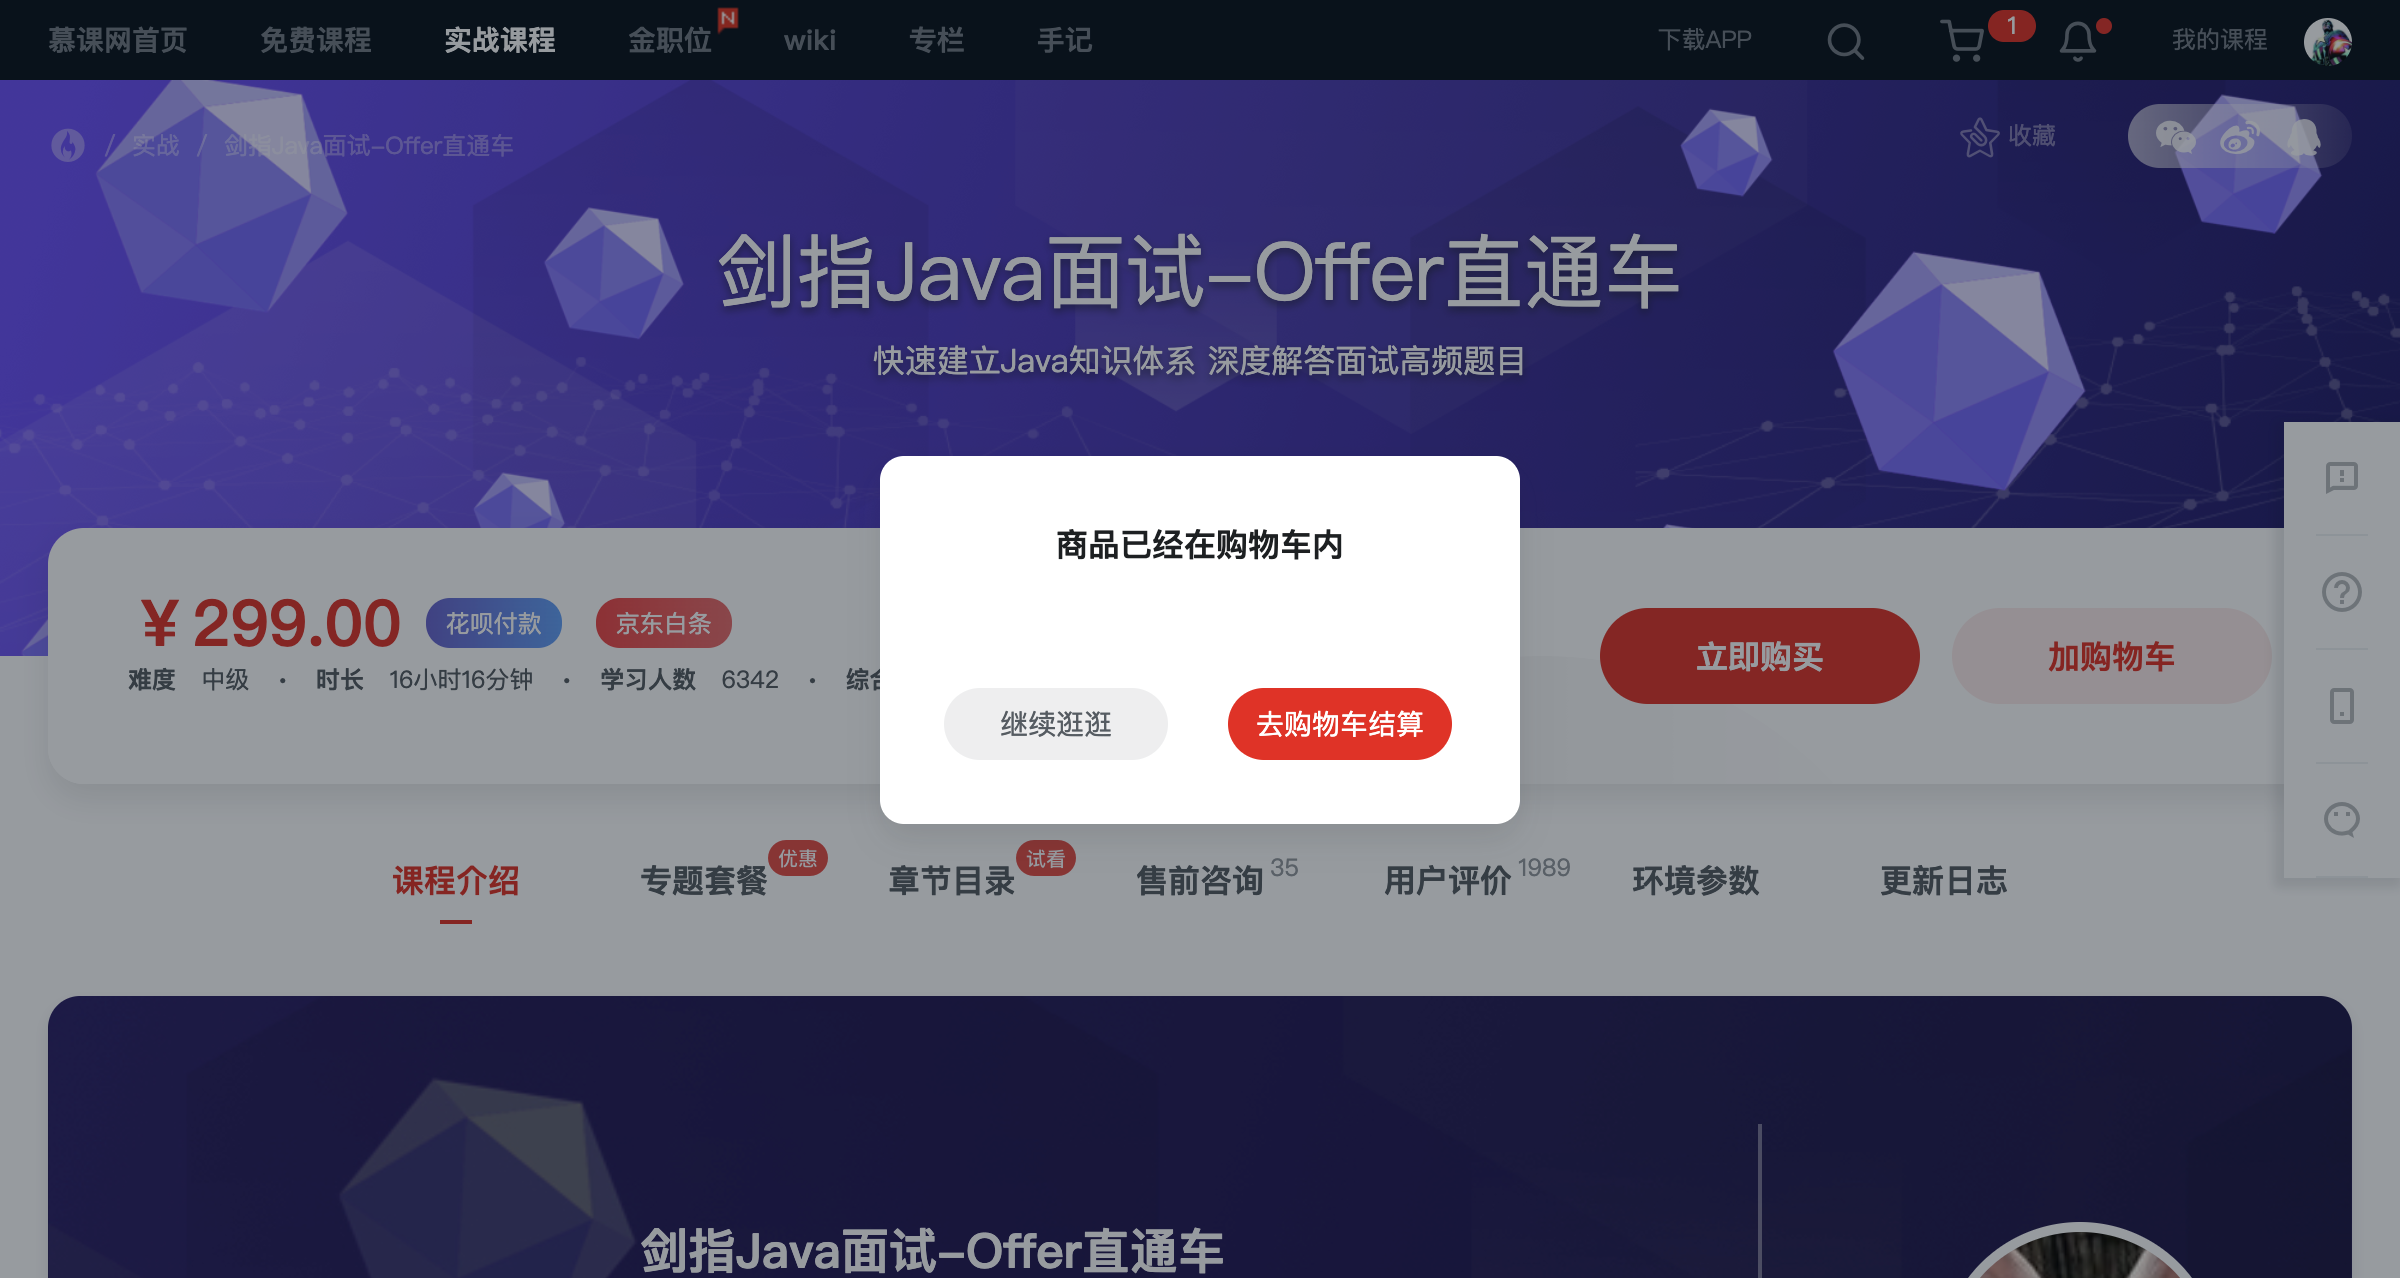 慕课网首页 免费课程 实战课程 金职位 N wiki 专栏 手记 下载APP 1 我的课程
/ 实战 / 剑指Java面试-Offer直通车 收藏
剑指Java面试-Offer直通车
快速建立Java知识体系 深度解答面试高频题目
商品已经在购物车内
继续逛逛 去购物车结算
¥299.00 花呗付款 京东白条
立即购买 加购物车
难度 中级 · 时长 16小时16分钟 · 学习人数 6342 · 综
课程介绍 专题套餐 优惠 章节目录 试看 售前咨询 35 用户评价 1989 环境参数 更新日志
剑指Java面试-Offer直通车